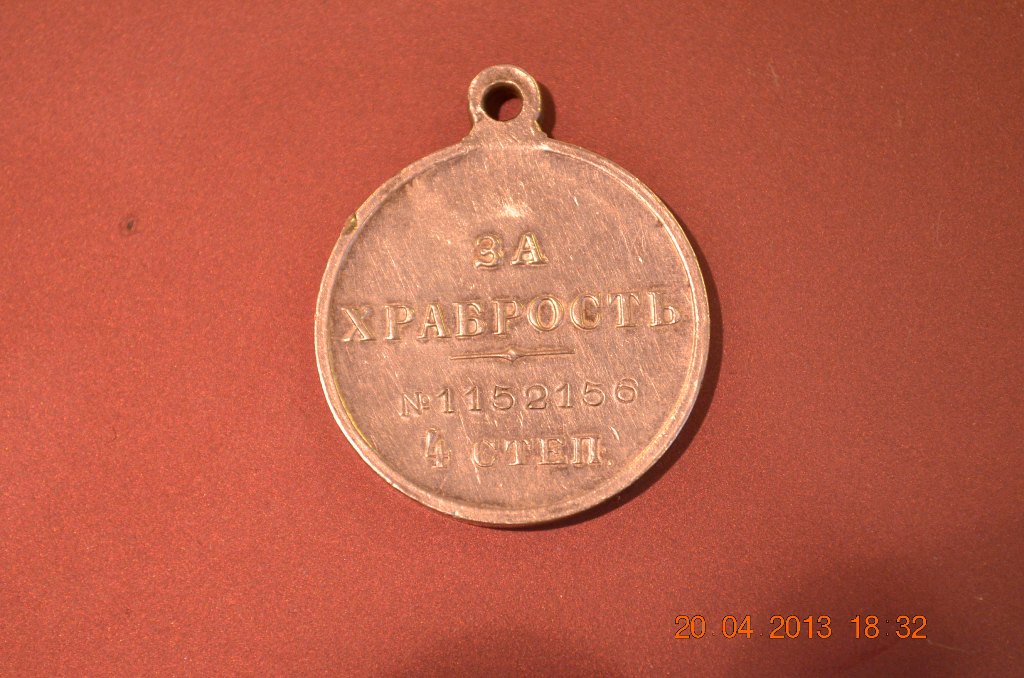 ЗА
ХРАБРОСТЬ
№1152156
4 СТЕП.
20.04.2013 18:32